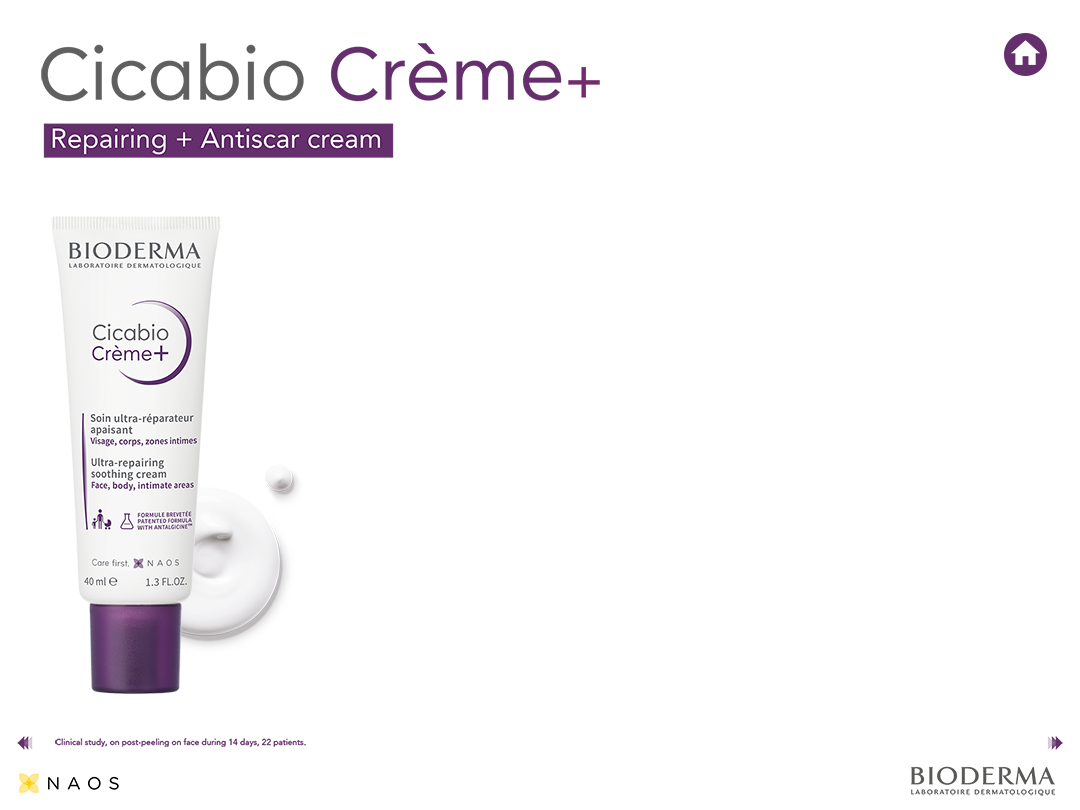 Cicabio Crème+
Repairing + Antiscar cream
BIODERMA
LABORATOIRE DERMATOLOGIQUE
Cicabio
Crème+
Soin ultra-réparateur
apaisant
Visage, corps, zones intimes
Ultra-repairing
soothing cream
Face, body, intimate areas
FORMULE BREVETÉE
PATENTED FORMULA
WITH ANTALGICINE™
Care first. NAOS
40 ml ℮ 1.3 FL.OZ.
Clinical study, on post-peeling on face during 14 days, 22 patients.
NAOS
BIODERMA
LABORATOIRE DERMATOLOGIQUE